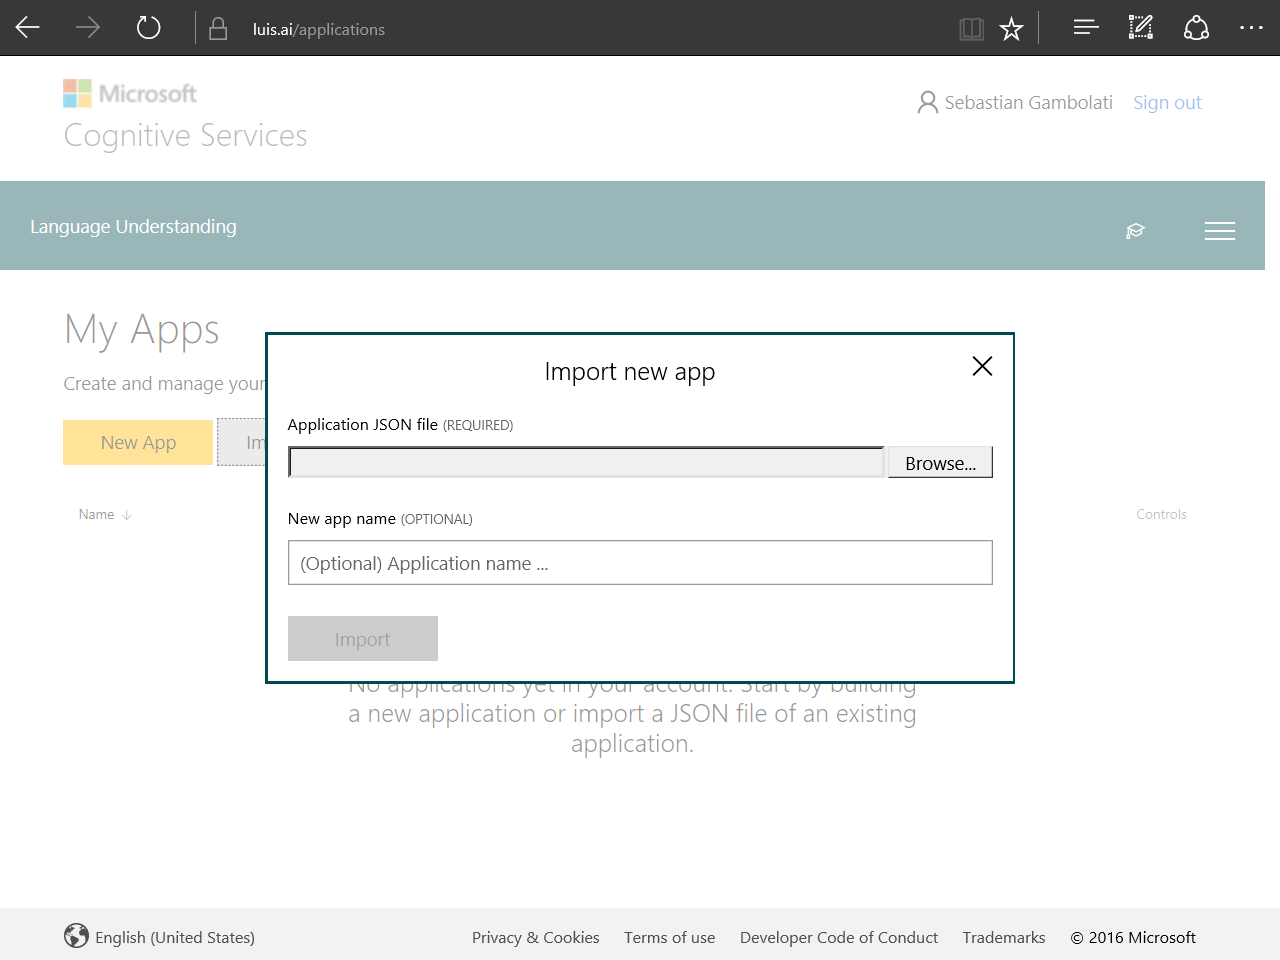 luis.ai/applications
Microsoft
Cognitive Services
Sebastian Gambolati Sign out
Language Understanding
My Apps
Create and manage your
New App Im
Name Controls
Import new app
Application JSON file (REQUIRED)
Browse...
New app name (OPTIONAL)
(Optional) Application name ...
Import
No applications yet in your account. Start by building
a new application or import a JSON file of an existing
application.
English (United States) Privacy & Cookies Terms of use Developer Code of Conduct Trademarks © 2016 Microsoft